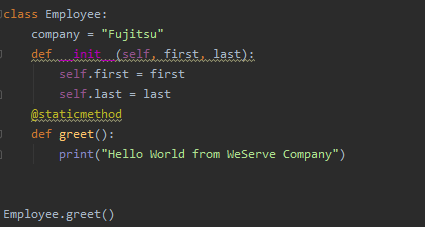 class Employee:
    company = "Fujitsu"
    def __init__(self, first, last):
        self.first = first
        self.last = last
    @staticmethod
    def greet():
        print("Hello World from WeServe Company")
Employee.greet()